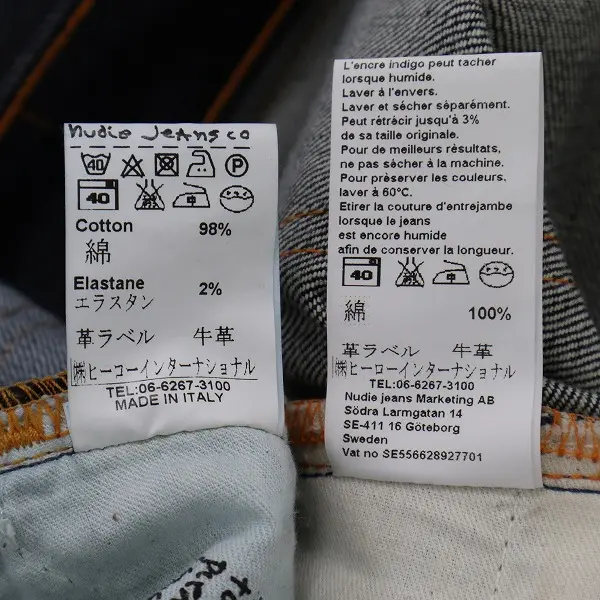 nudie jeans co
40 P
40
Cotton 98%
綿
Elastane 2%
エラスタン
革ラベル 牛革
㈱ヒーローインターナショナル
TEL:06-6267-3100
MADE IN ITALY
L'encre indigo peut tacher
lorsque humide.
Laver à l'envers.
Laver et sécher séparément.
Peut rétrécir jusqu'à 3%
de sa taille originale.
Pour de meilleurs résultats,
ne pas sécher à la machine.
Pour préserver les couleurs,
laver à 60°C.
Etirer la couture d'entrejambe
lorsque le jeans
est encore humide
afin de conserver la longueur.
40
綿 100%
革ラベル 牛革
㈱ヒーローインターナショナル
TEL:06-6267-3100
Nudie jeans Marketing AB
Södra Larmgatan 14
SE-411 16 Göteborg
Sweden
Vat no SE556628927701